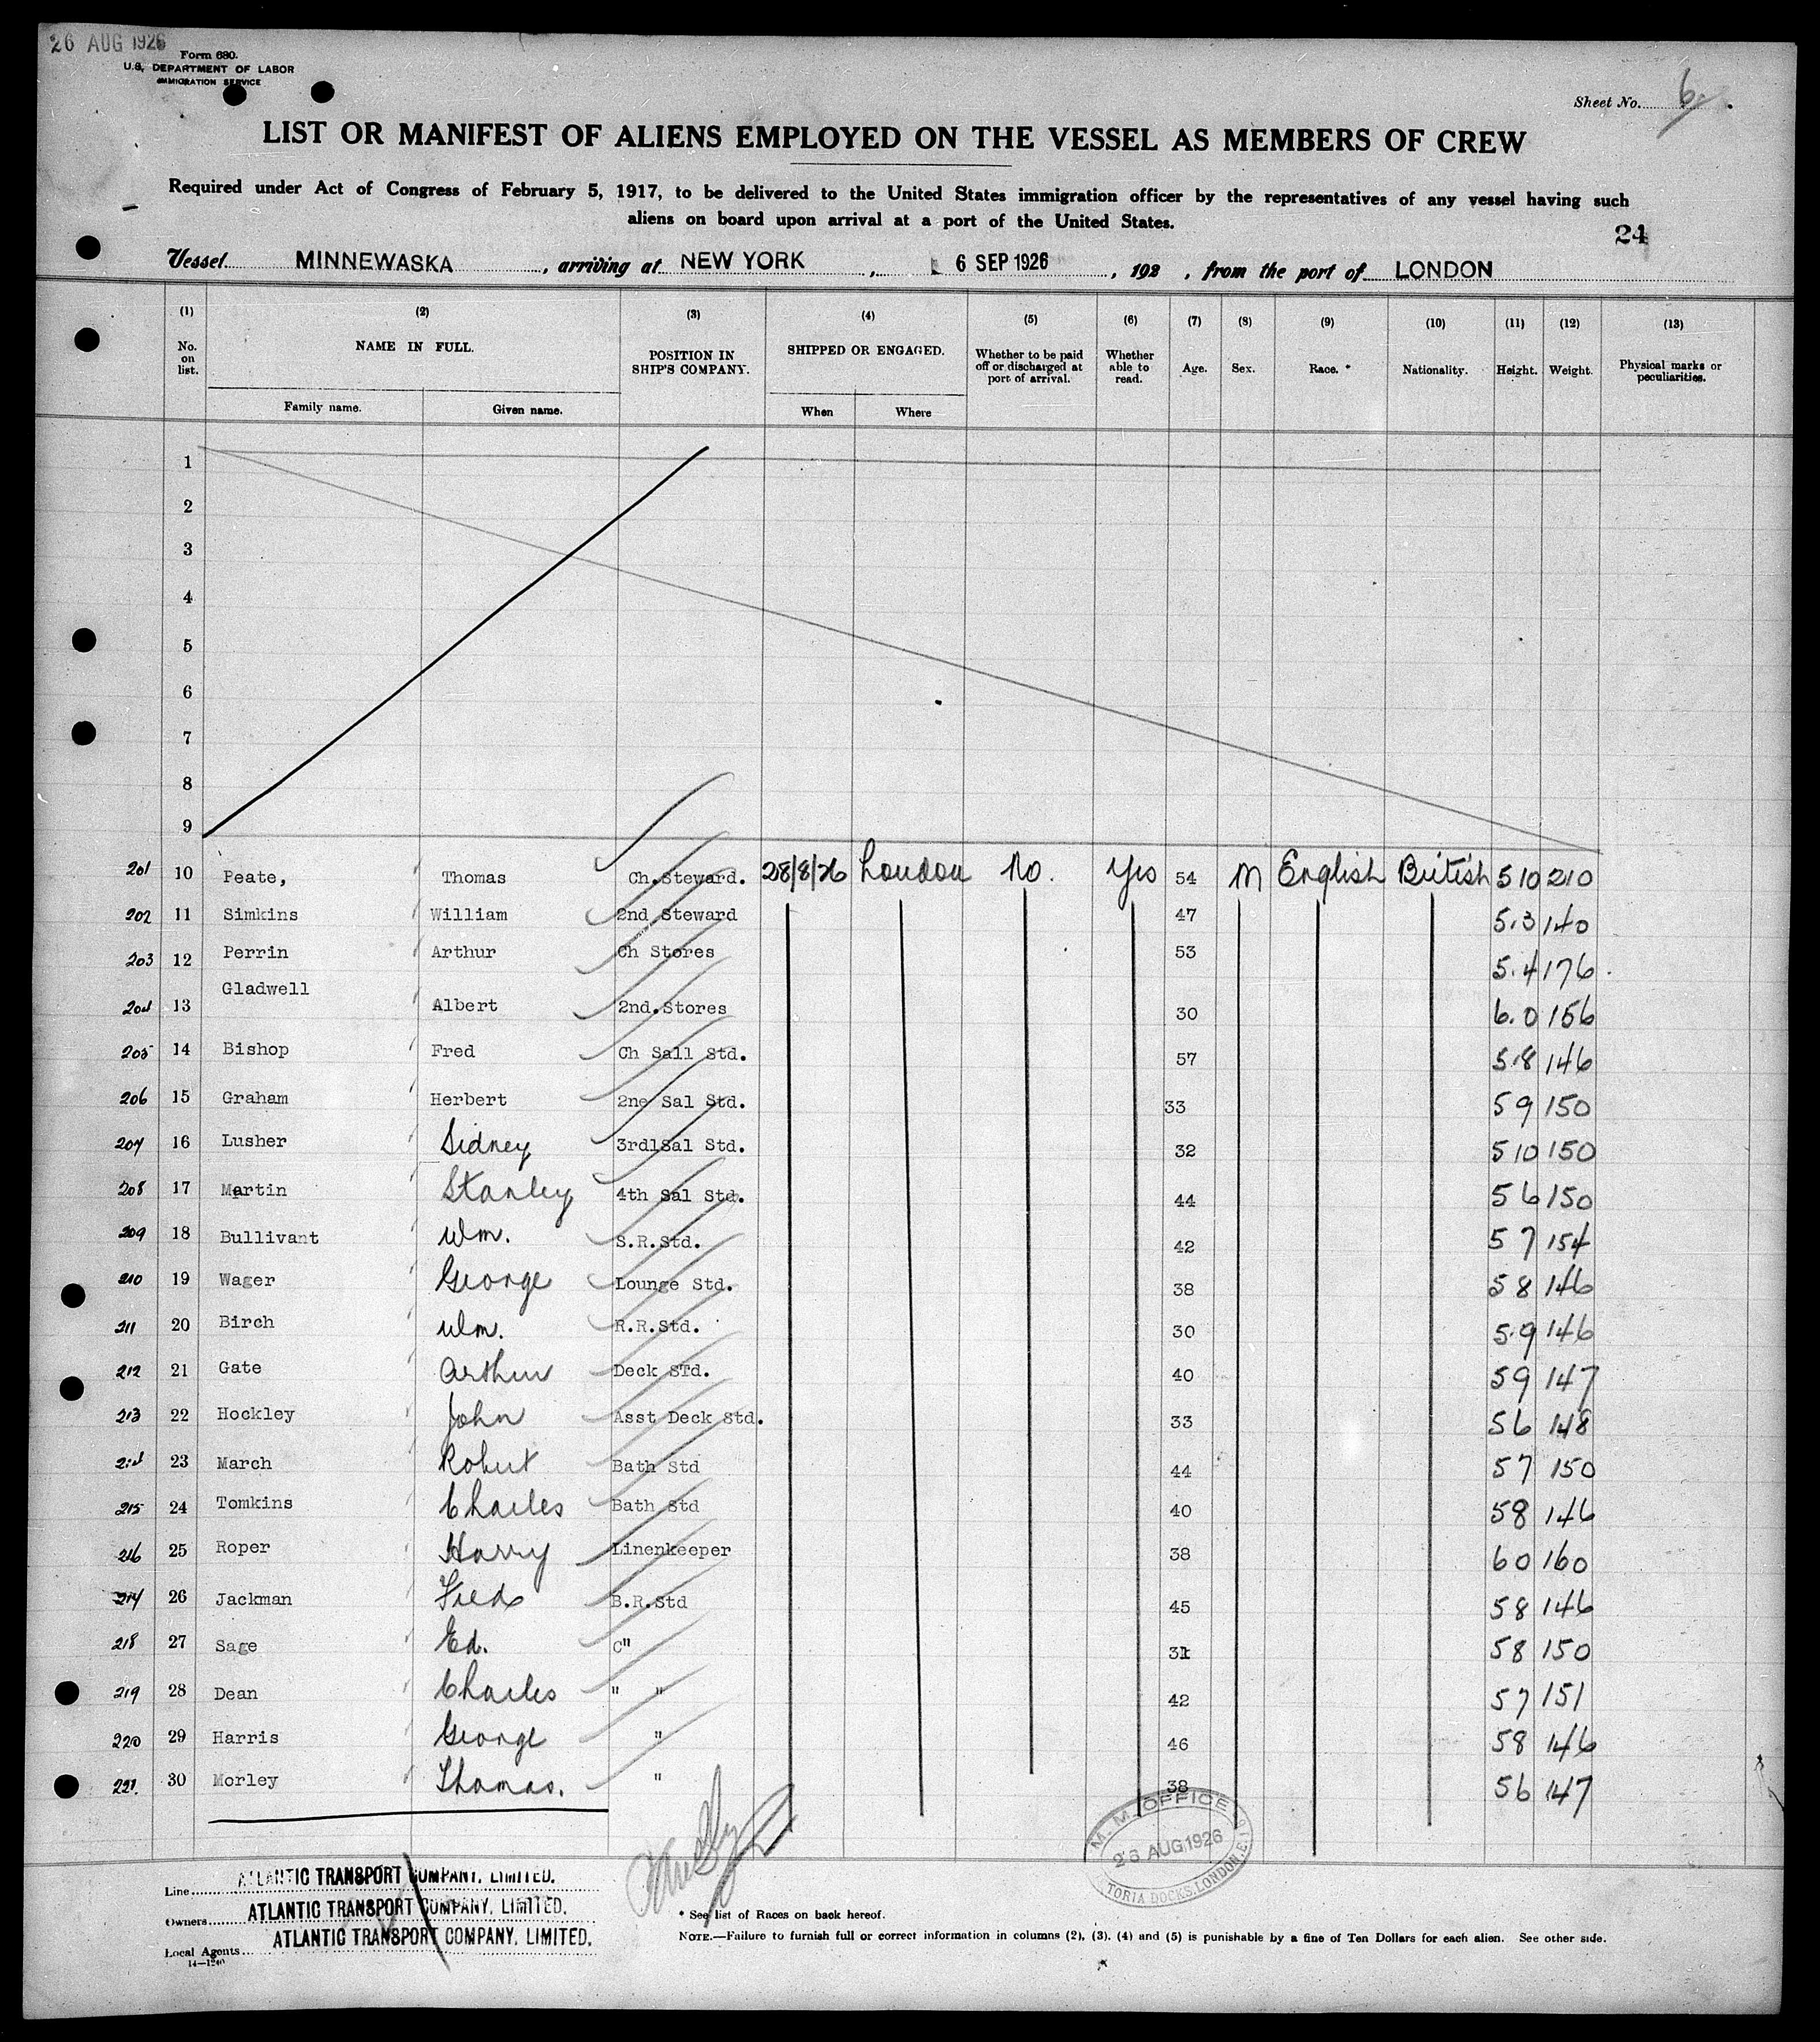 26 AUG 1926
Form 680.
U.S. DEPARTMENT OF LABOR
IMMIGRATION SERVICE
Sheet No. 6
LIST OR MANIFEST OF ALIENS EMPLOYED ON THE VESSEL AS MEMBERS OF CREW
Required under Act of Congress of February 5, 1917, to be delivered to the United States immigration officer by the representatives of any vessel having such
aliens on board upon arrival at a port of the United States.
24
Vessel MINNEWASKA, arriving at NEW YORK, 6 SEP 1926, 192 , from the port of LONDON
(1) (2) (3) (4) (5) (6) (7) (8) (9) (10) (11) (12) (13)
No. on list. NAME IN FULL. POSITION IN SHIP'S COMPANY. SHIPPED OR ENGAGED. Whether to be paid off or discharged at port of arrival. Whether able to read. Age. Sex. Race. * Nationality. Height. Weight. Physical marks or peculiarities.
Family name. Given name. When Where
1
2
3
4
5
6
7
8
9
201 10 Peate, Thomas Ch.Steward. 28/8/26 London No. Yes 54 M English British 5 10 210
202 11 Simkins William 2nd Steward 47 5.3 140
203 12 Perrin Arthur Ch Stores 53 5.4 176
204 13 Gladwell Albert 2nd.Stores 30 6.0 156
205 14 Bishop Fred Ch Sall Std. 57 5.8 146
206 15 Graham Herbert 2ne Sal Std. 33 5 9 150
207 16 Lusher Sidney 3rdlSal Std. 32 5 10 150
208 17 Martin Stanley 4th Sal Std. 44 5 6 150
209 18 Bullivant Wm. S.R.Std. 42 5 7 154
210 19 Wager George Lounge Std. 38 5 8 146
211 20 Birch Wm. R.R.Std. 30 5.9 146
212 21 Gate Arthur Deck STd. 40 5 9 147
213 22 Hockley John Asst Deck Std. 33 5 6 148
214 23 March Robert Bath Std 44 5 7 150
215 24 Tomkins Charles Bath Std 40 5 8 146
216 25 Roper Harry Linenkeeper 38 6 0 160
217 26 Jackman Fred B.R.Std 45 5 8 146
218 27 Sage Ed. C" 31 5 8 150
219 28 Dean Charles " " 42 5 7 151
220 29 Harris George " 46 5 8 146
221. 30 Morley Thomas. " 38 5 6 147
M. M. OFFICE
26 AUG 1926
TORIA DOCKS. LONDON. E.
Line ATLANTIC TRANSPORT COMPANY, LIMITED.
Owners ATLANTIC TRANSPORT COMPANY, LIMITED.
Local Agents ATLANTIC TRANSPORT COMPANY, LIMITED.
14—1240
* See list of Races on back hereof.
NOTE.—Failure to furnish full or correct information in columns (2), (3), (4) and (5) is punishable by a fine of Ten Dollars for each alien. See other side.